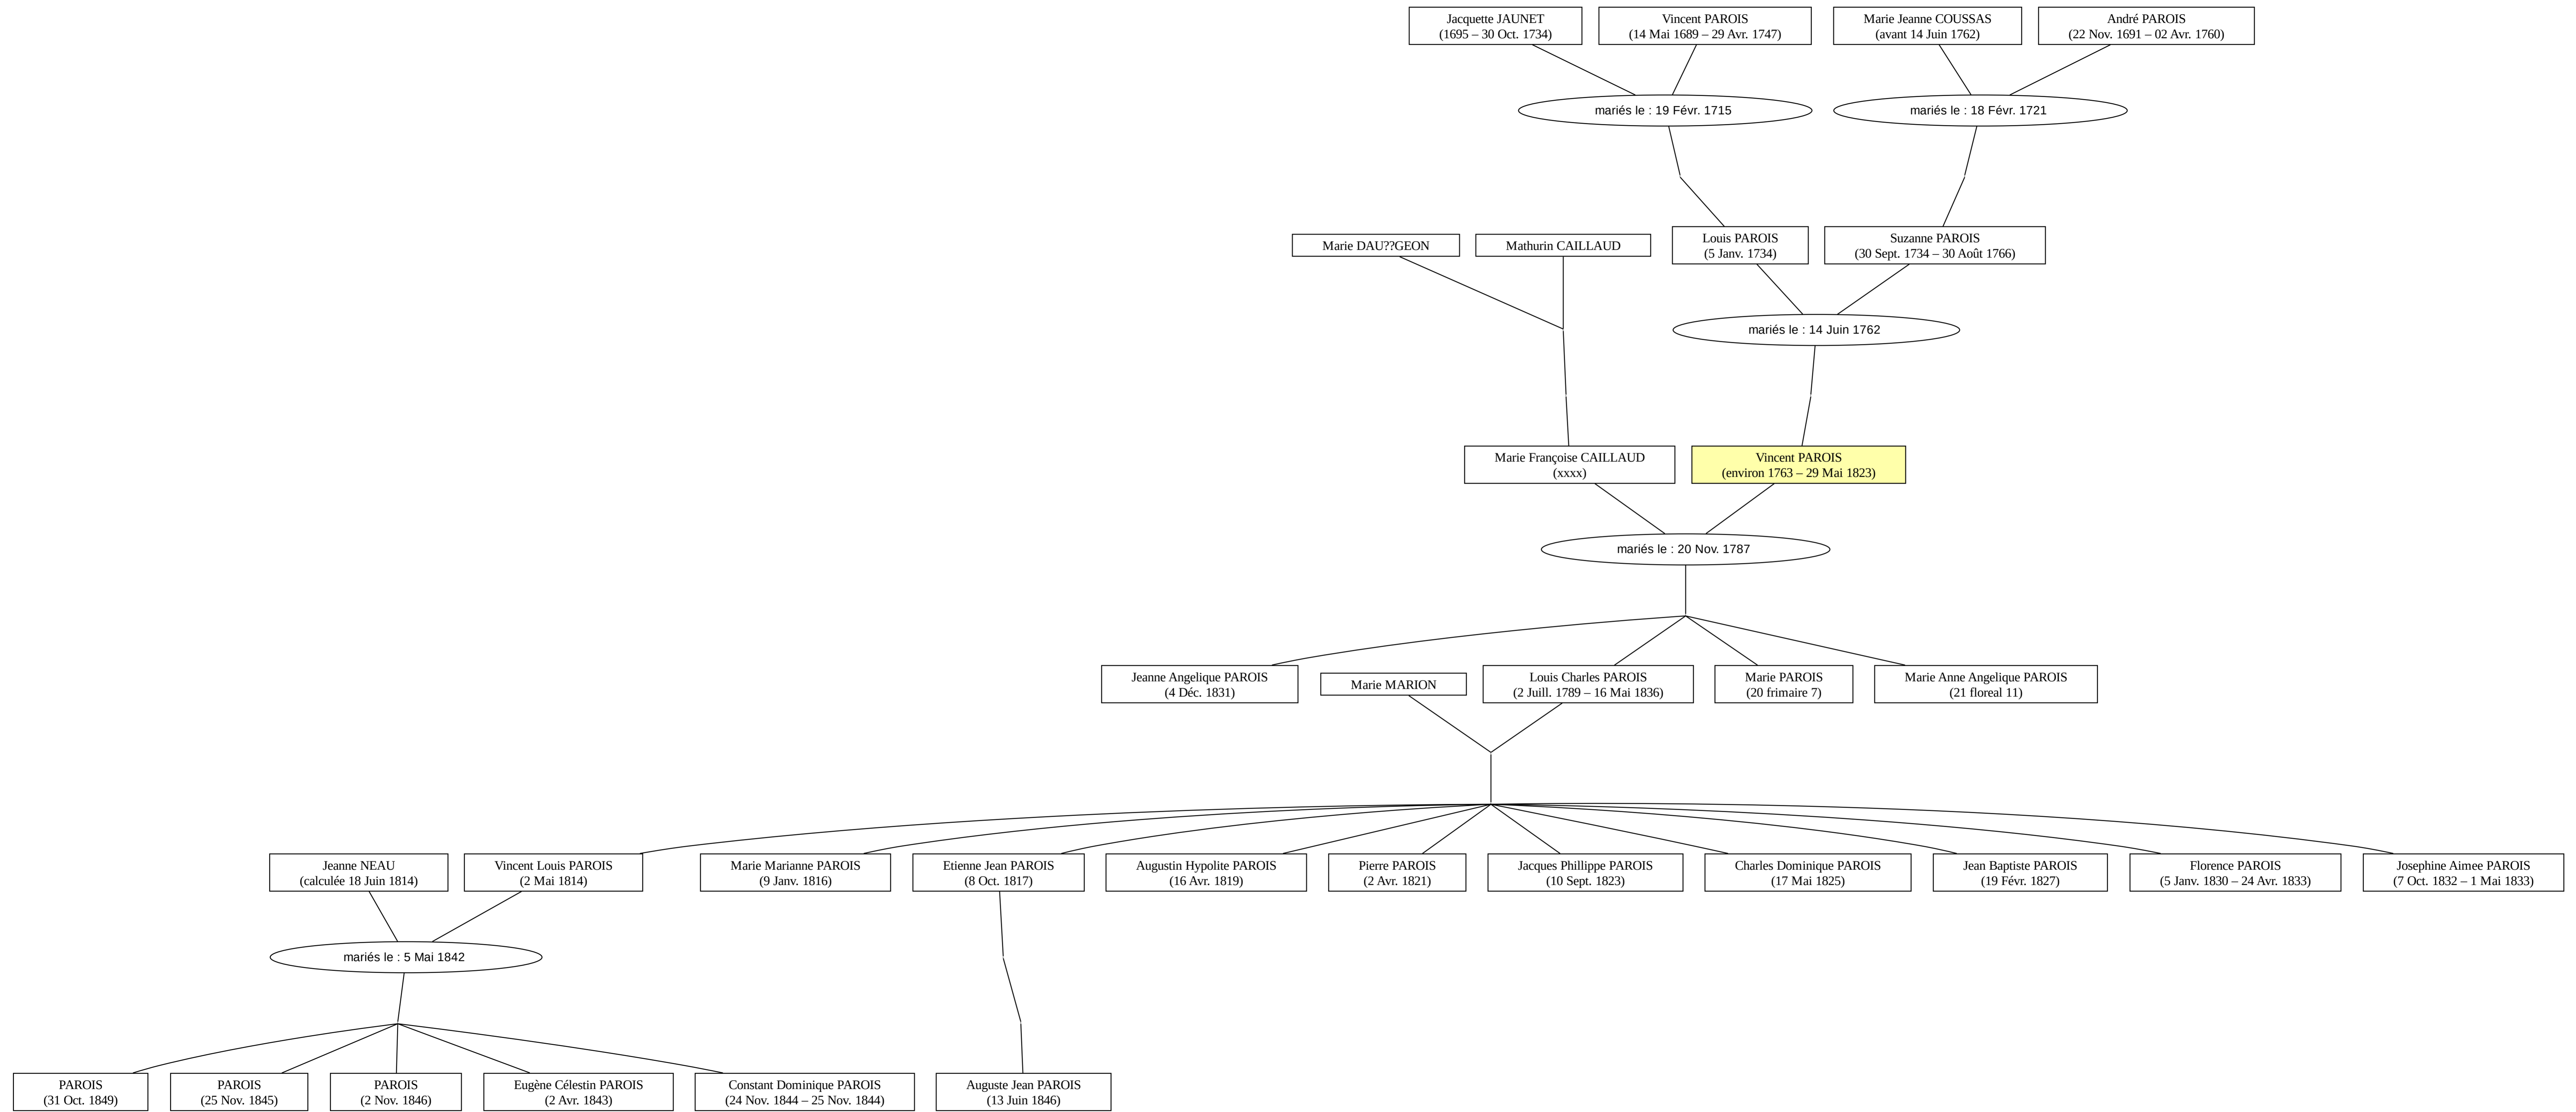 Jacquette JAUNET
(1695 – 30 Oct. 1734)
Vincent PAROIS
(14 Mai 1689 – 29 Avr. 1747)
Marie Jeanne COUSSAS
(avant 14 Juin 1762)
André PAROIS
(22 Nov. 1691 – 02 Avr. 1760)
mariés le : 19 Févr. 1715
mariés le : 18 Févr. 1721
Marie DAU??GEON
Mathurin CAILLAUD
Louis PAROIS
(5 Janv. 1734)
Suzanne PAROIS
(30 Sept. 1734 – 30 Août 1766)
mariés le : 14 Juin 1762
Marie Françoise CAILLAUD
(xxxx)
Vincent PAROIS
(environ 1763 – 29 Mai 1823)
mariés le : 20 Nov. 1787
Jeanne Angelique PAROIS
(4 Déc. 1831)
Marie MARION
Louis Charles PAROIS
(2 Juill. 1789 – 16 Mai 1836)
Marie PAROIS
(20 frimaire 7)
Marie Anne Angelique PAROIS
(21 floreal 11)
Jeanne NEAU
(calculée 18 Juin 1814)
Vincent Louis PAROIS
(2 Mai 1814)
Marie Marianne PAROIS
(9 Janv. 1816)
Etienne Jean PAROIS
(8 Oct. 1817)
Augustin Hypolite PAROIS
(16 Avr. 1819)
Pierre PAROIS
(2 Avr. 1821)
Jacques Phillippe PAROIS
(10 Sept. 1823)
Charles Dominique PAROIS
(17 Mai 1825)
Jean Baptiste PAROIS
(19 Févr. 1827)
Florence PAROIS
(5 Janv. 1830 – 24 Avr. 1833)
Josephine Aimee PAROIS
(7 Oct. 1832 – 1 Mai 1833)
mariés le : 5 Mai 1842
PAROIS
(31 Oct. 1849)
PAROIS
(25 Nov. 1845)
PAROIS
(2 Nov. 1846)
Eugène Célestin PAROIS
(2 Avr. 1843)
Constant Dominique PAROIS
(24 Nov. 1844 – 25 Nov. 1844)
Auguste Jean PAROIS
(13 Juin 1846)